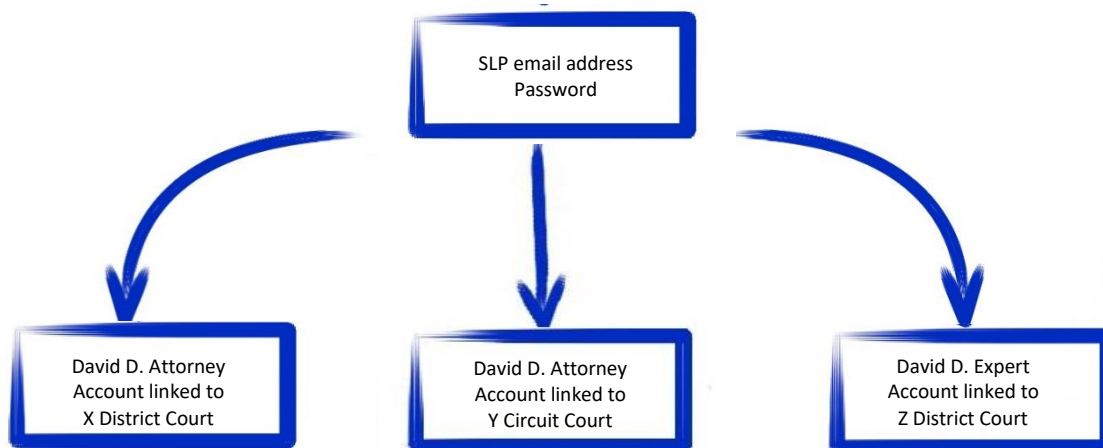 SLP email address
Password
David D. Attorney
Account linked to
X District Court
David D. Attorney
Account linked to
Y Circuit Court
David D. Expert
Account linked to
Z District Court